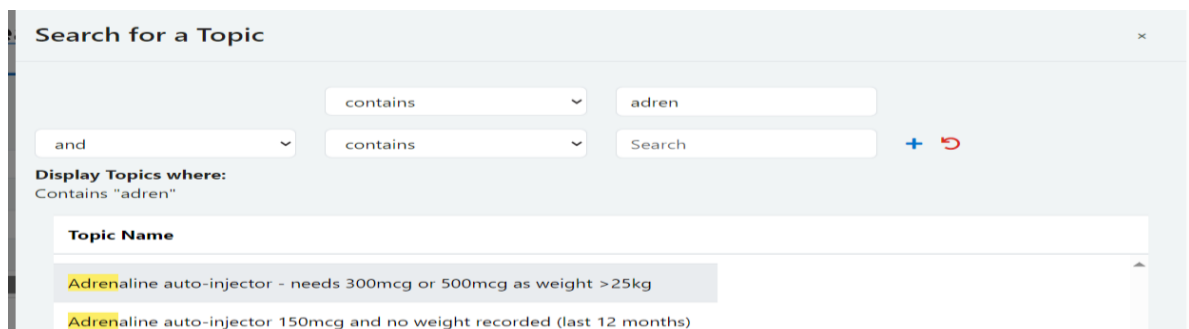 Search for a Topic ×
contains adren
and contains Search + 
Display Topics where:
Contains "adren"
Topic Name
Adrenaline auto-injector - needs 300mcg or 500mcg as weight >25kg
Adrenaline auto-injector 150mcg and no weight recorded (last 12 months)